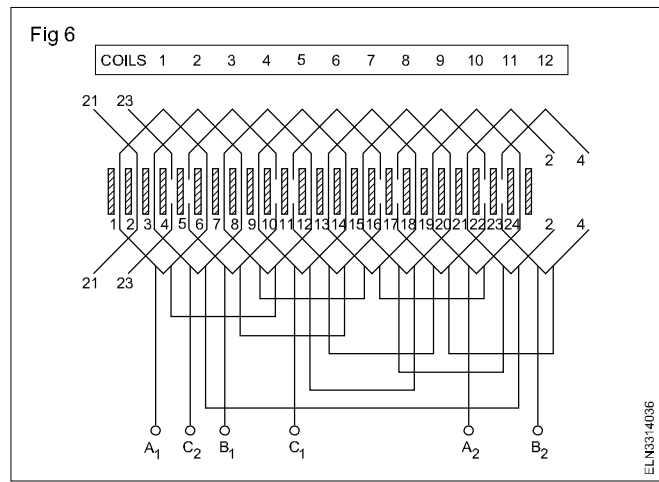 Fig 6
COILS 1 2 3 4 5 6 7 8 9 10 11 12
21 23
2 4
1 2 3 4 5 6 7 8 9 10 11 12 13 14 15 16 17 18 19 20 21 22 23 24 2 4
21 23
A1 C2 B1 C1 A2 B2
ELN3314036